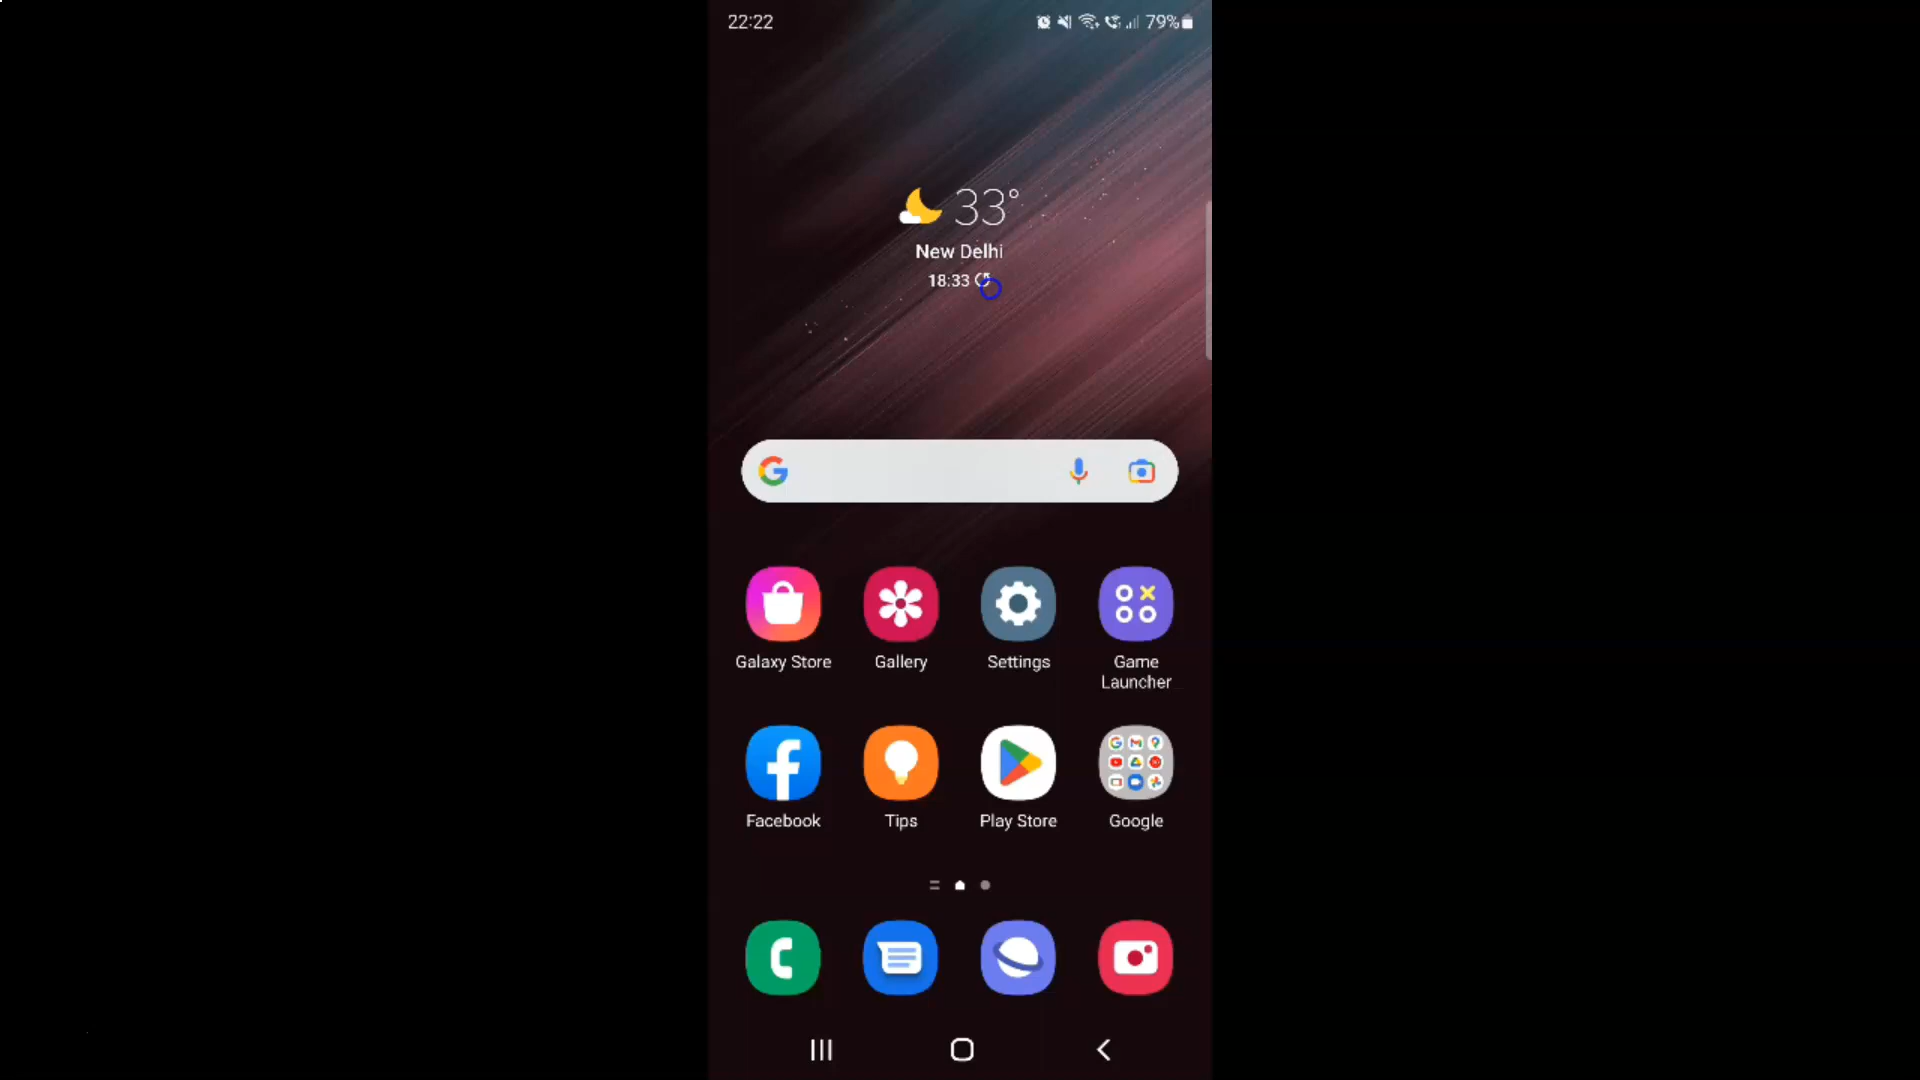 22:22 79%
33°
New Delhi
18:33
Galaxy Store Gallery Settings Game Launcher
Facebook Tips Play Store Google